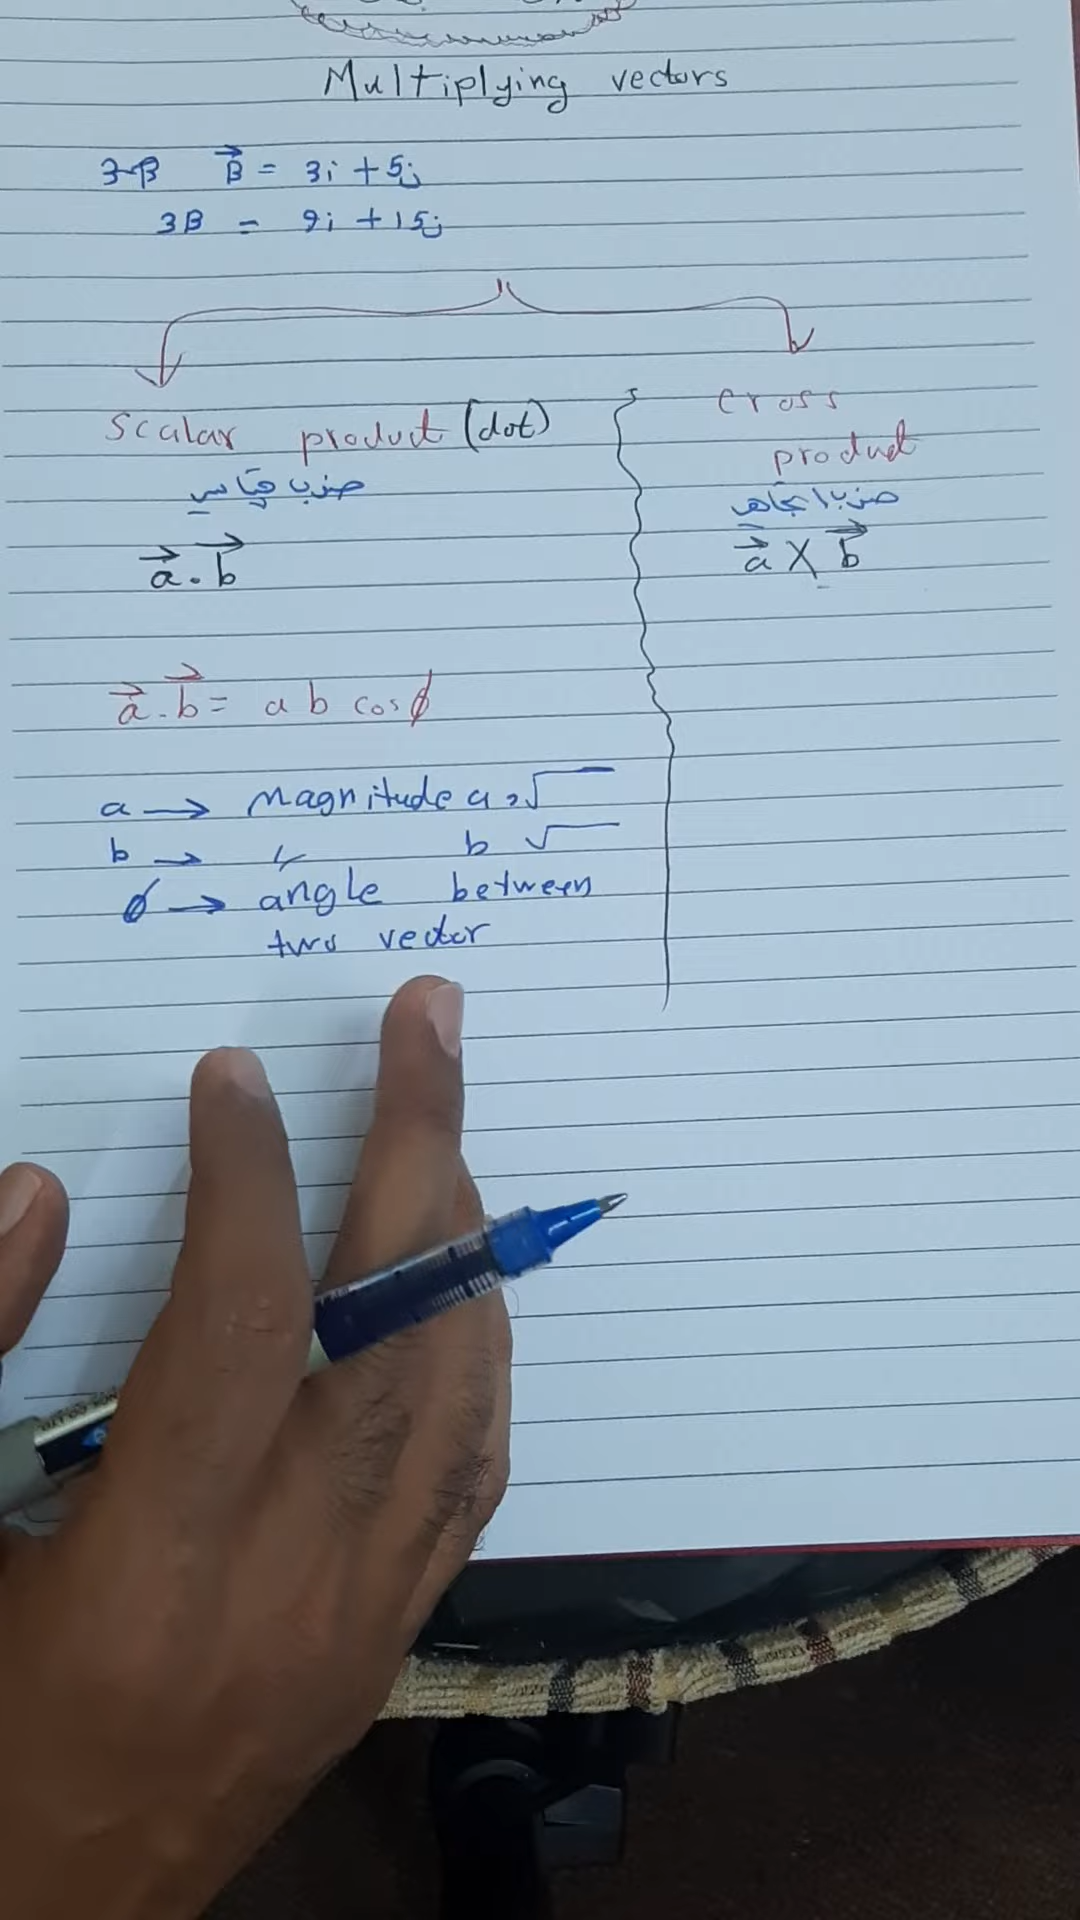 Multiplying vectors
3B B⃗ = 3i + 5j
3B = 9i + 15j
Scalar product (dot)
ضرب قياسي
a⃗ . b⃗
a⃗ . b⃗ = a b cos ϕ
a → Magnitude a, √
b → 〃 b √
ϕ → angle between
two vector
cross
product
ضرب اتجاهي
a⃗ X b⃗